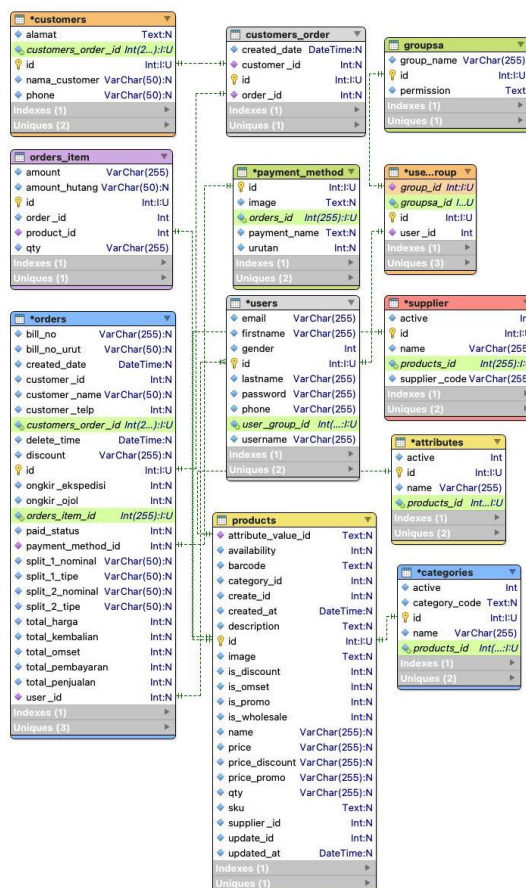 *customers
alamat Text:N
customers_order_id Int(2...):I:U
id Int:I:U
nama_customer VarChar(50):N
phone VarChar(50):N
Indexes (1)
Uniques (2)
customers_order
created_date DateTime:N
customer_id Int:N
id Int:I:U
order_id Int:N
Indexes (1)
Uniques (1)
groupsa
group_name VarChar(255)
id Int:I:U
permission Text
Indexes (1)
Uniques (1)
orders_item
amount VarChar(255)
amount_hutang VarChar(50):N
id Int:I:U
order_id Int
product_id Int
qty VarChar(255)
Indexes (1)
Uniques (1)
*payment_method
id Int:I:U
image Text:N
orders_id Int(255):I:U
payment_name Text:N
urutan Int:N
Indexes (1)
Uniques (2)
*use...roup
group_id Int:I:U
groupsa_id I...U
id Int:I:U
user_id Int
Indexes (1)
Uniques (3)
*orders
bill_no VarChar(255):N
bill_no_urut VarChar(50):N
created_date DateTime:N
customer_id Int:N
customer_name VarChar(50):N
customer_telp Int:N
customers_order_id Int(2...):I:U
delete_time DateTime:N
discount VarChar(255):N
id Int:I:U
ongkir_ekspedisi Int:N
ongkir_ojol Int:N
orders_item_id Int(255):I:U
paid_status Int:N
payment_method_id Int:N
split_1_nominal VarChar(50):N
split_1_tipe VarChar(50):N
split_2_nominal VarChar(50):N
split_2_tipe VarChar(50):N
total_harga Int:N
total_kembalian Int:N
total_omset Int:N
total_pembayaran Int:N
total_penjualan Int:N
user_id Int:N
Indexes (1)
Uniques (3)
*users
email VarChar(255)
firstname VarChar(255)
gender Int
id Int:I:U
lastname VarChar(255)
password VarChar(255)
phone VarChar(255)
user_group_id Int(...:I:U
username VarChar(255)
Indexes (1)
Uniques (2)
*supplier
active
id Int:I:U
name VarChar(255
products_id Int(255):I:
supplier_code VarChar(255
Indexes (1)
Uniques (2)
*attributes
active Int
id Int:I:U
name VarChar(255)
products_id Int...I:U
Indexes (1)
Uniques (2)
products
attribute_value_id Text:N
availability Int:N
barcode Text:N
category_id Int:N
create_id Int:N
created_at DateTime:N
description Text:N
id Int:I:U
image Text:N
is_discount Int:N
is_omset Int:N
is_promo Int:N
is_wholesale Int:N
name VarChar(255):N
price VarChar(255):N
price_discount VarChar(255):N
price_promo VarChar(255):N
qty VarChar(255):N
sku Text:N
supplier_id Int:N
update_id Int:N
updated_at DateTime:N
Indexes (1)
Uniques (1)
*categories
active Int
category_code Text:N
id Int:I:U
name VarChar(255)
products_id Int(...:I:U
Indexes (1)
Uniques (2)